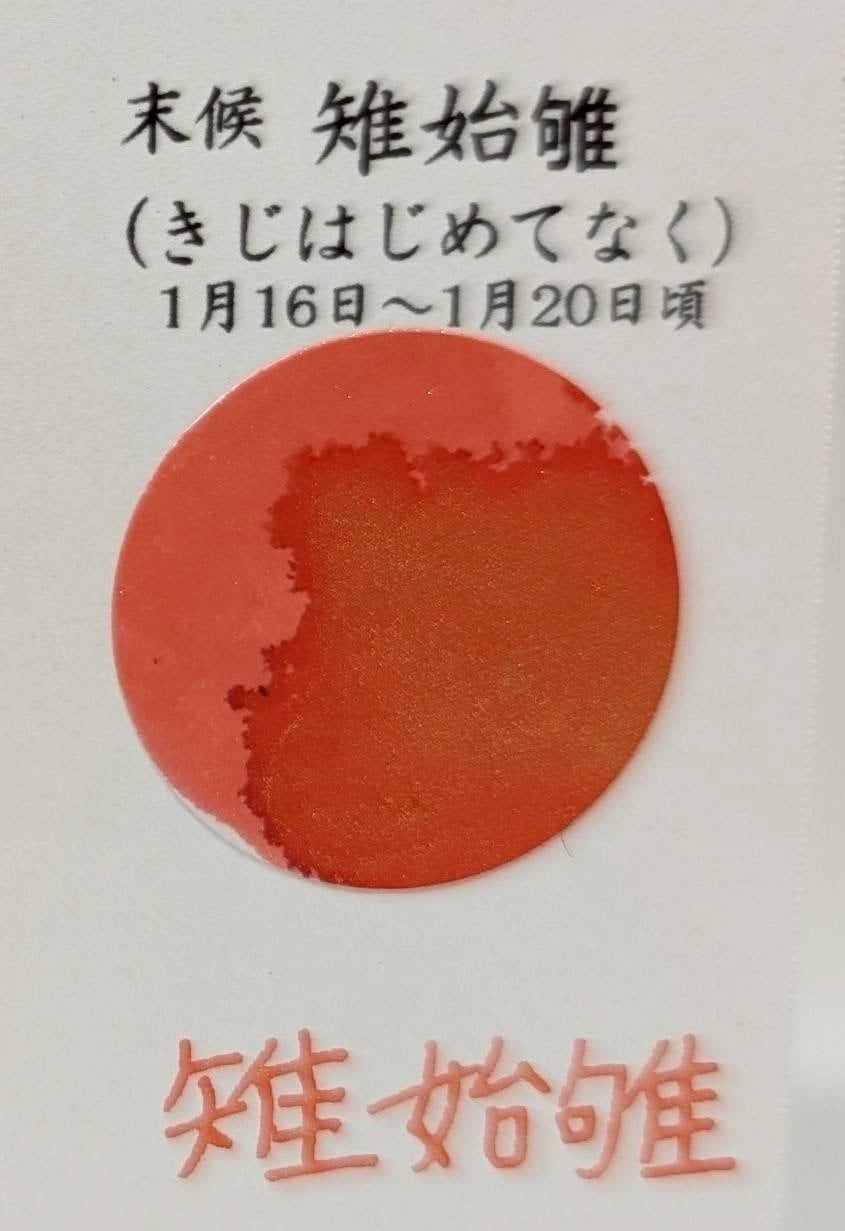 末候 雉始雊
(きじはじめてなく)
1月16日～1月20日頃
雉始雊